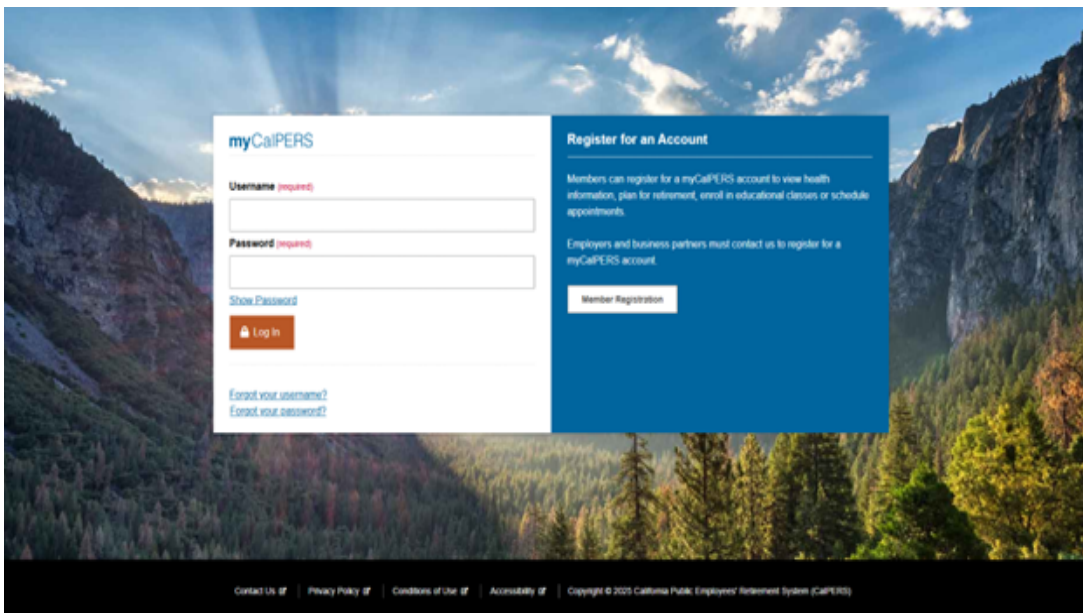 myCalPERS
Username (required)
Password (required)
Show Password
Log In
Forgot your username?
Forgot your password?
Register for an Account
Members can register for a myCalPERS account to view health
information, plan for retirement, enroll in educational classes or schedule
appointments.
Employers and business partners must contact us to register for a
myCalPERS account.
Member Registration
Contact Us
Privacy Policy
Conditions of Use
Accessibility
Copyright © 2025 California Public Employees' Retirement System (CalPERS)